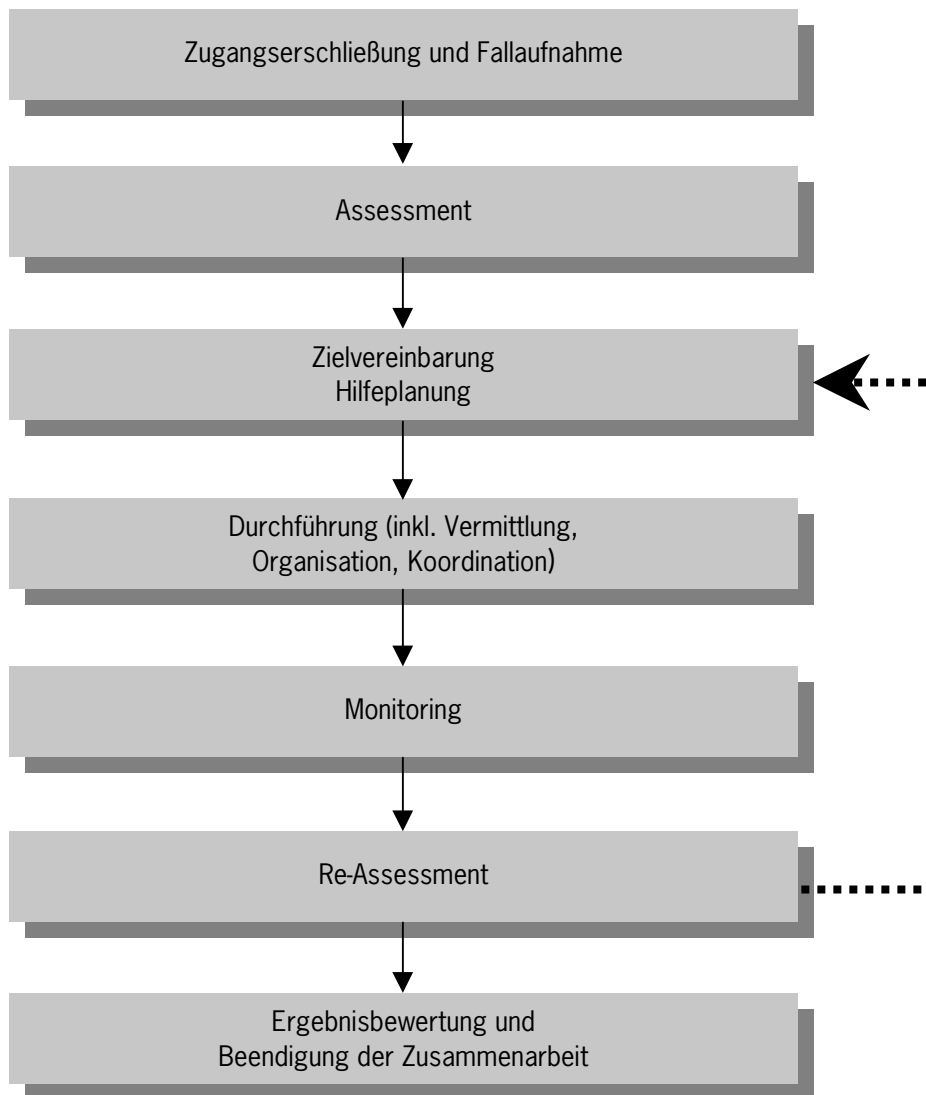 Zugangserschließung und Fallaufnahme
Assessment
Zielvereinbarung
Hilfeplanung
Durchführung (inkl. Vermittlung,
Organisation, Koordination)
Monitoring
Re-Assessment
Ergebnisbewertung und
Beendigung der Zusammenarbeit